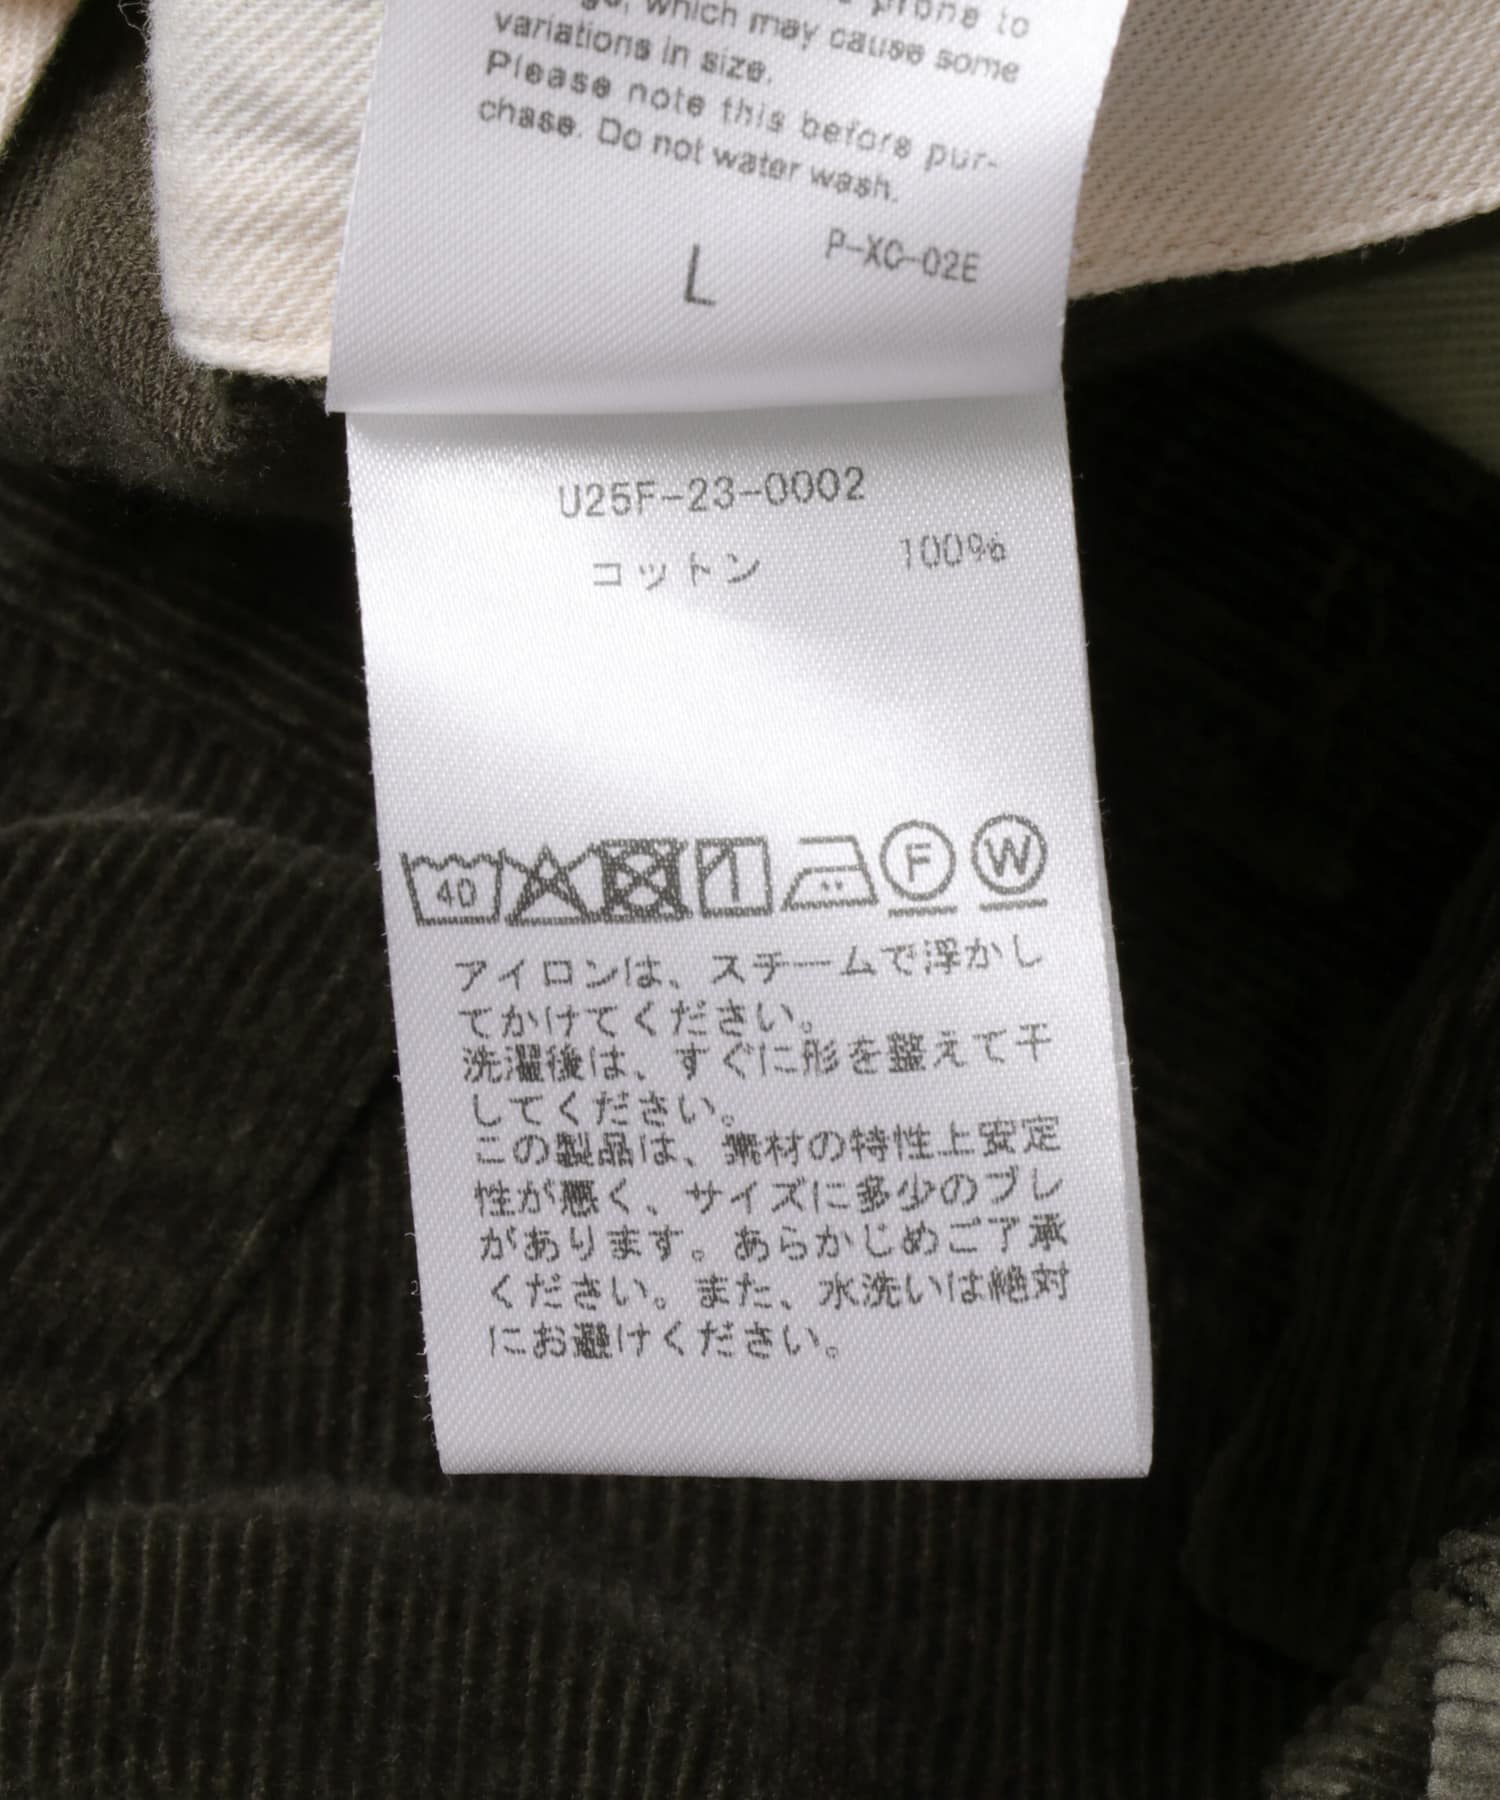 prone to
which may cause some
variations in size.
Please note this before pur-
chase. Do not water wash.
L
P-XC-02E
U25F-23-0002
コットン 100%
40 F W
アイロンは、スチームで浮かし
てかけてください。
洗濯後は、すぐに形を整えて干
してください。
この製品は、素材の特性上安定
性が悪く、サイズに多少のブレ
があります。あらかじめご了承
ください。また、水洗いは絶対
にお避けください。